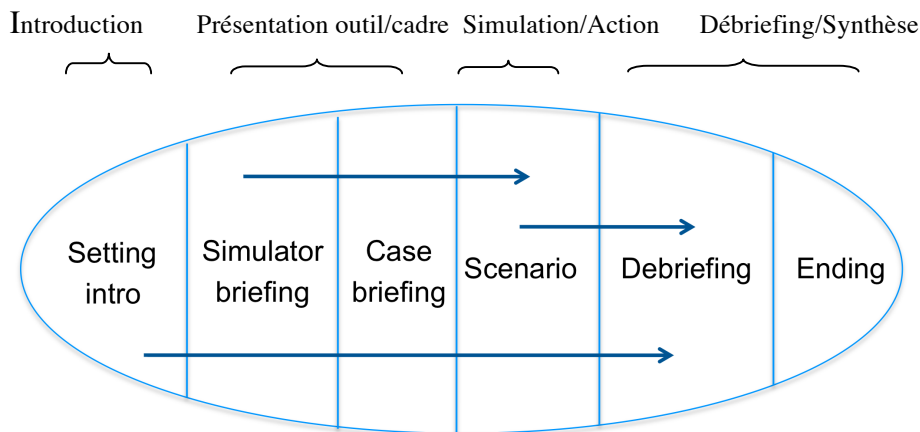 Introduction Présentation outil/cadre Simulation/Action Débriefing/Synthèse
Setting
intro
Simulator
briefing
Case
briefing
Scenario
Debriefing
Ending